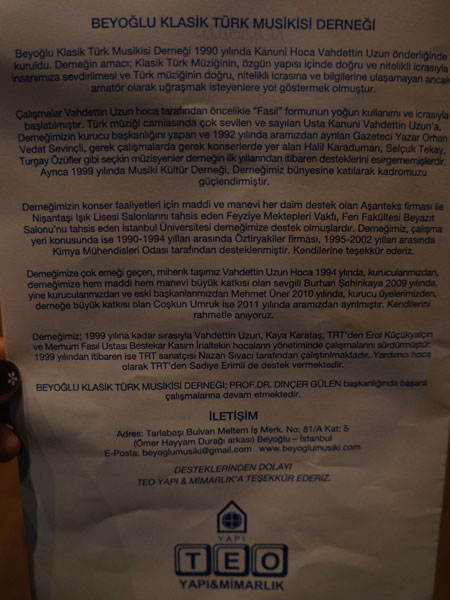 BEYOĞLU KLASİK TÜRK MUSİKİSİ DERNEĞİ
Beyoğlu Klasik Türk Musikisi Derneği 1990 yılında Kanuni Hoca Vahdettin Uzun önderliğinde
kuruldu. Derneğin amacı; Klasik Türk Müziğinin, özgün yapısı içinde doğru ve nitelikli icrasıyla
insanımıza sevdirilmesi ve Türk müziğinin doğru, nitelikli icrasına ve bilgilerine ulaşamayan ancak
amatör olarak uğraşmak isteyenlere yol göstermek olmuştur.
Çalışmalar Vahdettin Uzun hoca tarafından öncelikle "Fasıl" formunun yoğun kullanımı ve icrasıyla
başlatılmıştır. Türk müziği camiasında çok sevilen ve sayılan Usta Kanuni Vahdettin Uzun'a,
Derneğimizin kurucu başkanlığını yapan ve 1992 yılında aramızdan ayrılan Gazeteci Yazar Orhan
Vedat Sevinçli, gerek çalışmalarda gerek konserlerde yer alan Halil Karaduman, Selçuk Tekay,
Turgay Özüfler gibi seçkin müzisyenler derneğin ilk yıllarından itibaren desteklerini esirgememişlerdir.
Ayrıca 1999 yılında Musiki Kültür Derneği, Derneğimiz bünyesine katılarak kadromuzu
güçlendirmiştir.
Derneğimizin konser faaliyetleri için maddi ve manevi her daim destek olan Aşanteks firması ile
Nişantaşı Işık Lisesi Salonlarını tahsis eden Feyziye Mektepleri Vakfı, Fen Fakültesi Beyazıt
Salonu'nu tahsis eden İstanbul Üniversitesi derneğimize destek olmuşlardır. Derneğimiz, çalışma
yeri konusunda ise 1990-1994 yılları arasında Öztiryakiler firması, 1995-2002 yılları arasında
Kimya Mühendisleri Odası tarafından desteklenmiştir. Kendilerine teşekkür ederiz.
Derneğimize çok emeği geçen, mihenk taşımız Vahdettin Uzun Hoca 1994 yılında, kurucularımızdan,
derneğimize hem maddi hem manevi büyük katkısı olan sevgili Burhan Şahinkaya 2009 yılında,
yine kurucularımızdan ve eski başkanlarımızdan Mehmet Üner 2010 yılında, kurucu üyelerimizden,
derneğe büyük katkısı olan Coşkun Umruk ise 2011 yılında aramızdan ayrılmıştır. Kendilerini
rahmetle anıyoruz.
Derneğimiz; 1999 yılına kadar sırasıyla Vahdettin Uzun, Kaya Karataş, TRT'den Erol Küçükyalçın
ve Merhum Fasıl Ustası Bestekar Kasım İnaltekin hocaların yönetiminde çalışmalarını sürdürmüştür.
1999 yılından itibaren ise TRT sanatçısı Nazan Sıvacı tarafından çalıştırılmaktadır. Yardımcı hoca
olarak TRT'den Sadiye Erimli de destek vermektedir.
BEYOĞLU KLASİK TÜRK MUSİKİSİ DERNEĞİ; PROF.DR. DİNÇER GÜLEN başkanlığında başarılı
çalışmalarına devam etmektedir.
İLETİŞİM
Adres: Tarlabaşı Bulvarı Meltem İş Merk. No: 81/A Kat: 5
(Ömer Hayyam Durağı arkası) Beyoğlu – İstanbul
E-Posta: beyoglumusiki@gmail.com www.beyoglumusiki.com
DESTEKLERİNDEN DOLAYI
TEO YAPI & MİMARLIK'A TEŞEKKÜR EDERİZ.
YAPI
TEO
YAPI&MİMARLIK